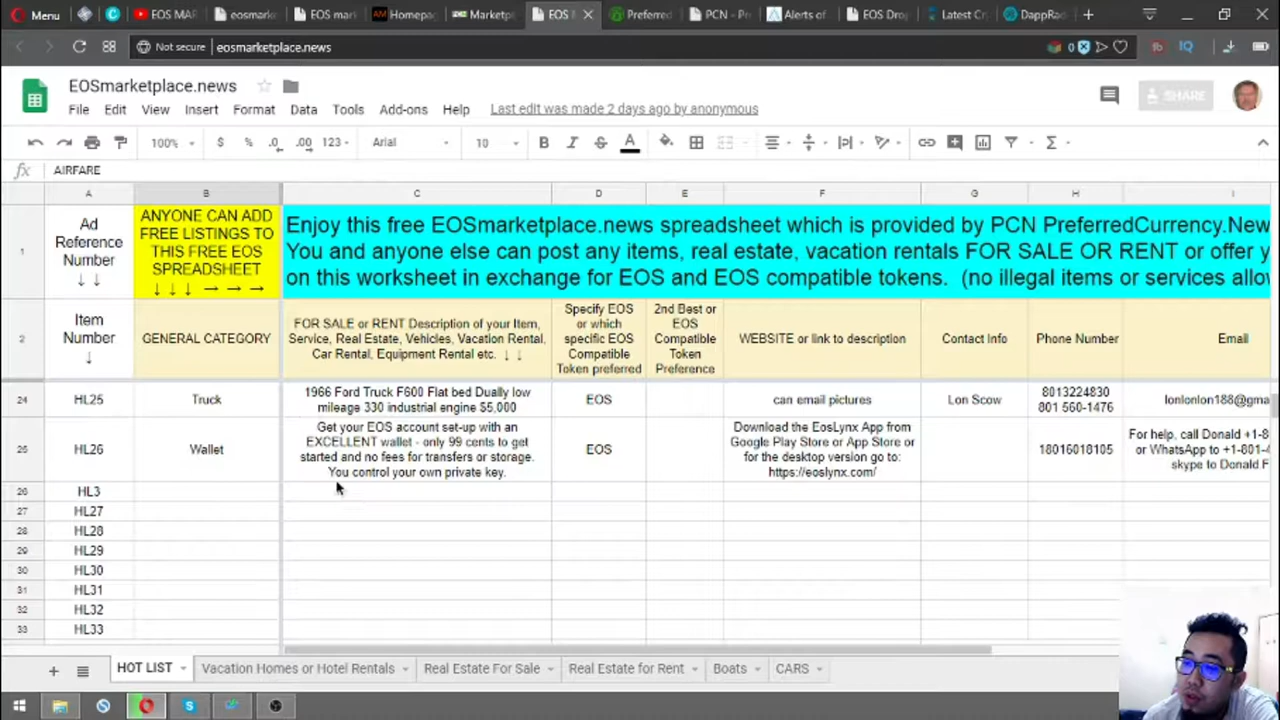 Menu
EOS MAR
eosmarke
EOS mark
Homepag
Marketpl
EOS M
Preferred
PCN - Pr
Alerts of
EOS Drop
Latest Cr
DappRad
Not secure eosmarketplace.news
0
EOSmarketplace.news
File Edit View Insert Format Data Tools Add-ons Help Last edit was made 2 days ago by anonymous
SHARE
100% $ % .0 .00 123 Arial 10 B I S A Σ
fx AIRFARE
A B C D E F G H I
1
Ad
Reference
Number
↓ ↓
ANYONE CAN ADD
FREE LISTINGS TO
THIS FREE EOS
SPREADSHEET
↓ ↓ ↓ → → →
Enjoy this free EOSmarketplace.news spreadsheet which is provided by PCN PreferredCurrency.New
You and anyone else can post any items, real estate, vacation rentals FOR SALE OR RENT or offer y
on this worksheet in exchange for EOS and EOS compatible tokens. (no illegal items or services allo
2
Item
Number
↓
GENERAL CATEGORY
FOR SALE or RENT Description of your Item,
Service, Real Estate, Vehicles, Vacation Rental,
Car Rental, Equipment Rental etc. ↓ ↓
Specify EOS
or which
specific EOS
Compatible
Token preferred
2nd Best or
EOS
Compatible
Token
Preference
WEBSITE or link to description
Contact Info
Phone Number
Email
24 HL25 Truck
1966 Ford Truck F600 Flat bed Dually low
mileage 330 industrial engine $5,000
EOS
can email pictures
Lon Scow
8013224830
801 560-1476
lonlonlon188@gma
25 HL26 Wallet
Get your EOS account set-up with an
EXCELLENT wallet - only 99 cents to get
started and no fees for transfers or storage.
You control your own private key.
EOS
Download the EosLynx App from
Google Play Store or App Store or
for the desktop version go to:
https://eoslynx.com/
18016018105
For help, call Donald +1-8
or WhatsApp to +1-801-4
skype to Donald F
26 HL3
27 HL27
28 HL28
29 HL29
30 HL30
31 HL31
32 HL32
33 HL33
HOT LIST Vacation Homes or Hotel Rentals Real Estate For Sale Real Estate for Rent Boats CARS